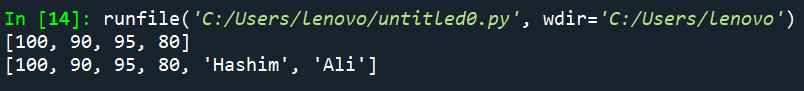 In [14]: runfile('C:/Users/lenovo/untitled0.py', wdir='C:/Users/lenovo')
[100, 90, 95, 80]
[100, 90, 95, 80, 'Hashim', 'Ali']